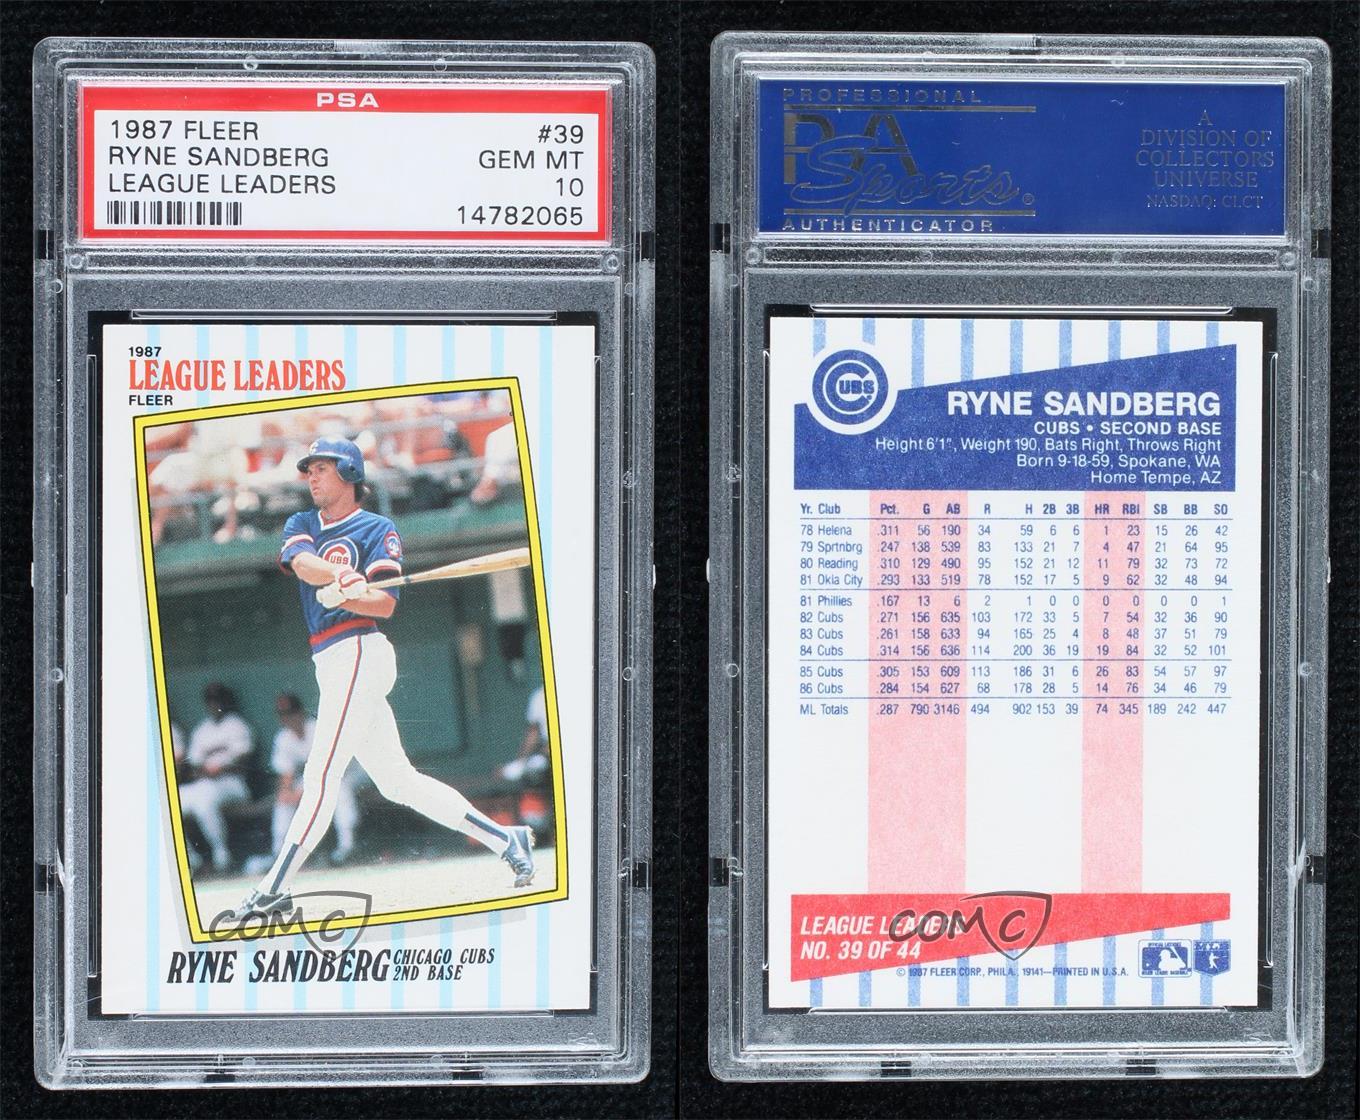 PSA
1987 FLEER #39
RYNE SANDBERG GEM MT
LEAGUE LEADERS 10
14782065
1987
LEAGUE LEADERS
FLEER
CUBS
RYNE SANDBERG CHICAGO CUBS
2ND BASE
COMC
PROFESSIONAL
PSA
Sports®
AUTHENTICATOR
A
DIVISION OF
COLLECTORS
UNIVERSE
NASDAQ: CLCT
CUBS
RYNE SANDBERG
CUBS • SECOND BASE
Height 6'1", Weight 190, Bats Right, Throws Right
Born 9-18-59, Spokane, WA
Home Tempe, AZ
Yr. Club Pct. G AB R H 2B 3B HR RBI SB BB SO
78 Helena .311 56 190 34 59 6 6 1 23 15 26 42
79 Sprtnbrg .247 138 539 83 133 21 7 4 47 21 64 95
80 Reading .310 129 490 95 152 21 12 11 79 32 73 72
81 Okla City .293 133 519 78 152 17 5 9 62 32 48 94
81 Phillies .167 13 6 2 1 0 0 0 0 0 0 1
82 Cubs .271 156 635 103 172 33 5 7 54 32 36 90
83 Cubs .261 158 633 94 165 25 4 8 48 37 51 79
84 Cubs .314 156 636 114 200 36 19 19 84 32 52 101
85 Cubs .305 153 609 113 186 31 6 26 83 54 57 97
86 Cubs .284 154 627 68 178 28 5 14 76 34 46 79
ML Totals .287 790 3146 494 902 153 39 74 345 189 242 447
LEAGUE LEADERS
NO. 39 OF 44
COMC
© 1987 FLEER CORP., PHILA., 19141—PRINTED IN U.S.A.
MLB